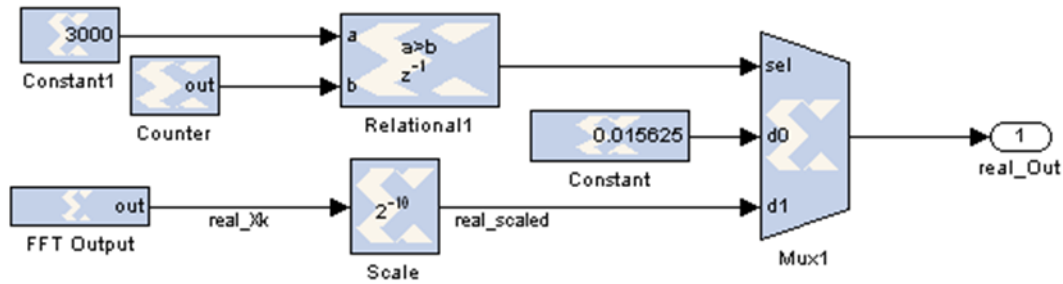 3000
Constant1
out
Counter
a
b
a>b
z⁻¹
Relational1
sel
d0
d1
Mux1
0.015625
Constant
1
real_Out
out
FFT Output
real_Xk
2⁻¹⁰
Scale
real_scaled